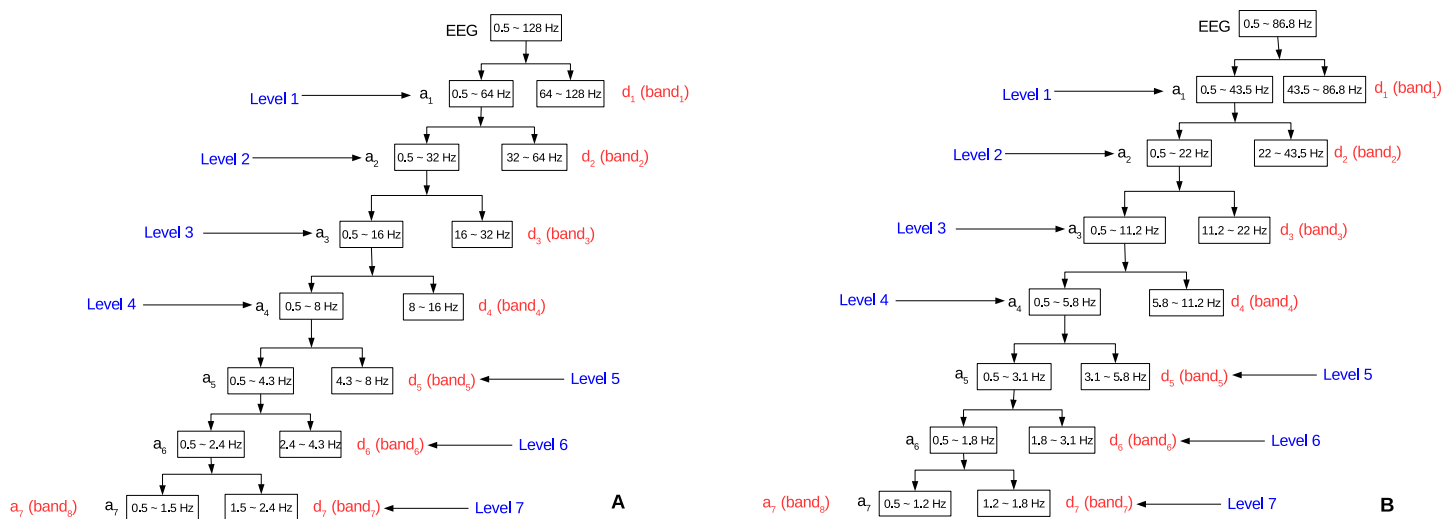 EEG 0.5 ~ 128 Hz
Level 1 a₁ 0.5 ~ 64 Hz 64 ~ 128 Hz d₁ (band₁)
Level 2 a₂ 0.5 ~ 32 Hz 32 ~ 64 Hz d₂ (band₂)
Level 3 a₃ 0.5 ~ 16 Hz 16 ~ 32 Hz d₃ (band₃)
Level 4 a₄ 0.5 ~ 8 Hz 8 ~ 16 Hz d₄ (band₄)
a₅ 0.5 ~ 4.3 Hz 4.3 ~ 8 Hz d₅ (band₅) Level 5
a₆ 0.5 ~ 2.4 Hz 2.4 ~ 4.3 Hz d₆ (band₆) Level 6
a₇ (band₈) a₇ 0.5 ~ 1.5 Hz 1.5 ~ 2.4 Hz d₇ (band₇) Level 7
A
EEG 0.5 ~ 86.8 Hz
Level 1 a₁ 0.5 ~ 43.5 Hz 43.5 ~ 86.8 Hz d₁ (band₁)
Level 2 a₂ 0.5 ~ 22 Hz 22 ~ 43.5 Hz d₂ (band₂)
Level 3 a₃ 0.5 ~ 11.2 Hz 11.2 ~ 22 Hz d₃ (band₃)
Level 4 a₄ 0.5 ~ 5.8 Hz 5.8 ~ 11.2 Hz d₄ (band₄)
a₅ 0.5 ~ 3.1 Hz 3.1 ~ 5.8 Hz d₅ (band₅) Level 5
a₆ 0.5 ~ 1.8 Hz 1.8 ~ 3.1 Hz d₆ (band₆) Level 6
a₇ (band₈) a₇ 0.5 ~ 1.2 Hz 1.2 ~ 1.8 Hz d₇ (band₇) Level 7
B